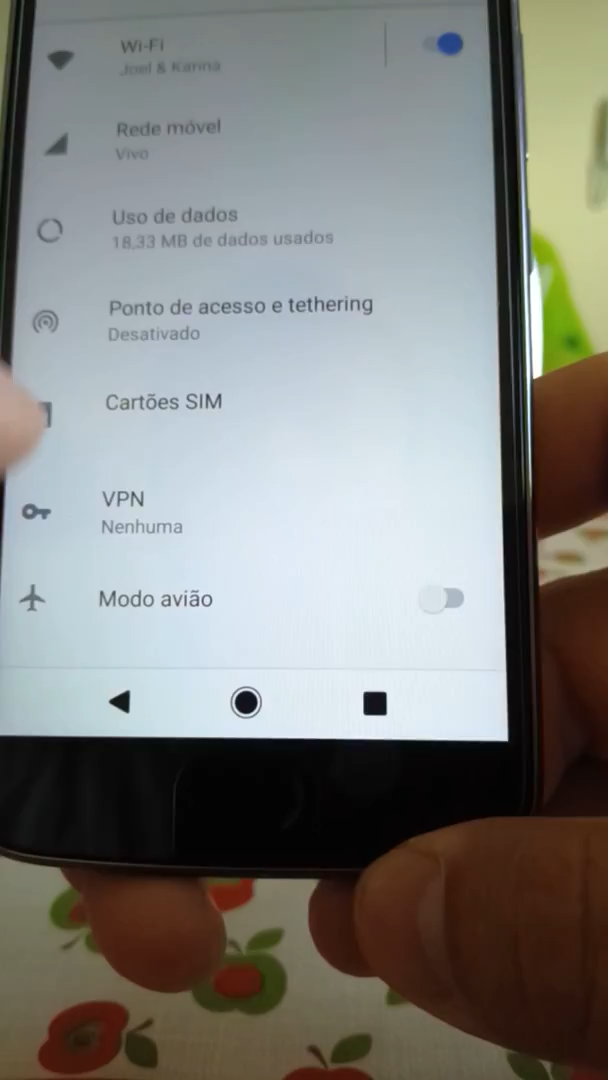 Wi-Fi
Joel & Karina
Rede móvel
Vivo
Uso de dados
18,33 MB de dados usados
Ponto de acesso e tethering
Desativado
Cartões SIM
VPN
Nenhuma
Modo avião